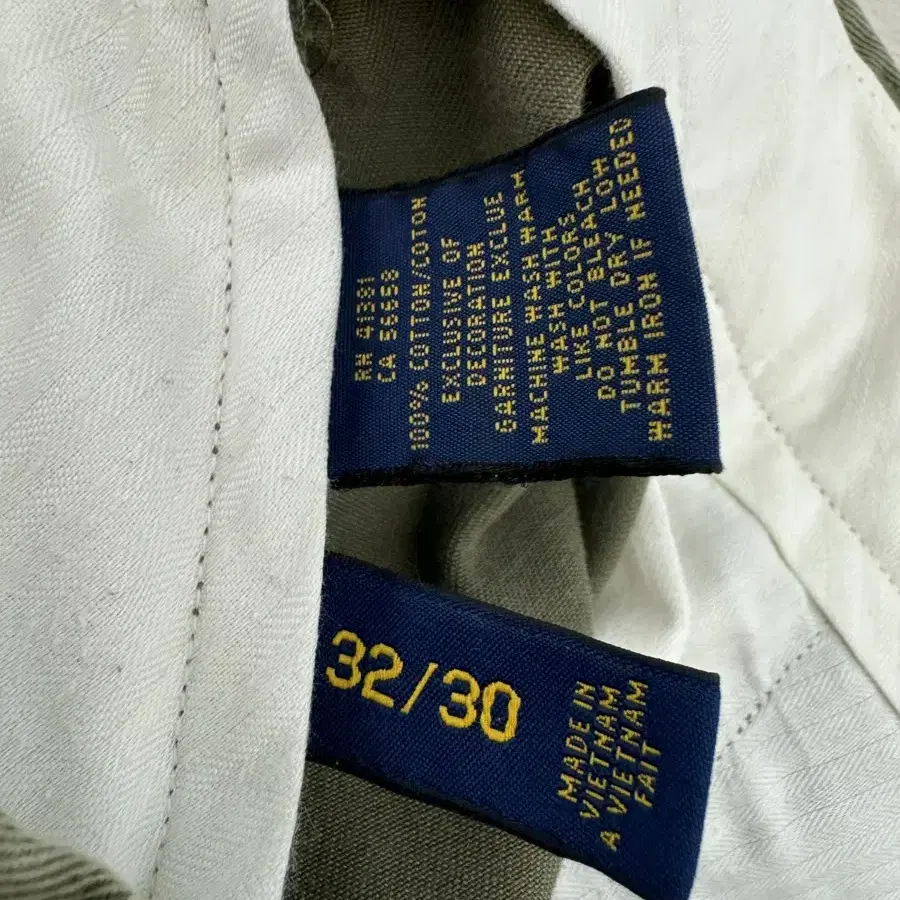 RN 41381
CA 56658
100% COTTON/COTON
EXCLUSIVE OF
DECORATION
GARNITURE EXCLUE
MACHINE WASH WARM
WASH WITH
LIKE COLORS
DO NOT BLEACH
TUMBLE DRY LOW
WARM IRON IF NEEDED
32/30
MADE IN
VIETNAM
A VIETNAM
FAIT